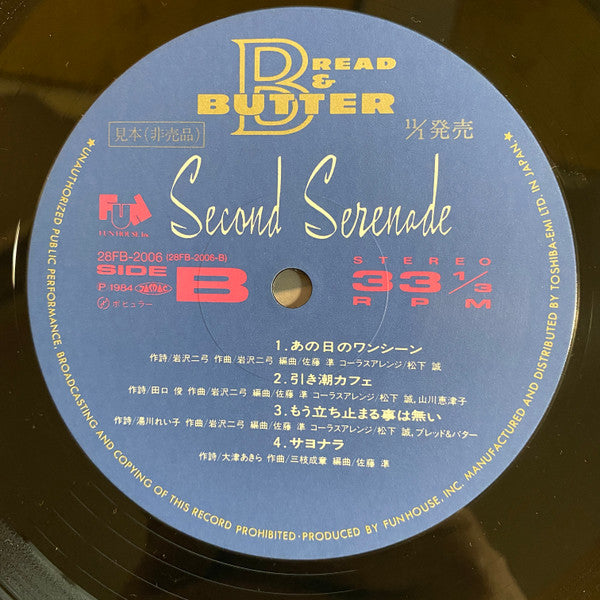 BREAD
&
BUTTER
見本(非売品)
11/1 発売
Second Serenade
FUN
FUN HOUSE, Inc.
28FB-2006 (28FB-2006-B)
SIDE B
STEREO
33 1/3
RPM
P 1984 JASRAC
ポピュラー
1. あの日のワンシーン
作詩/岩沢二弓 作曲/岩沢二弓 編曲/佐藤 準 コーラスアレンジ/松下 誠
2. 引き潮カフェ
作詩/田口 俊 作曲/岩沢二弓 編曲/佐藤 準 コーラスアレンジ/松下 誠, 山川恵津子
3. もう立ち止まる事は無い
作詩/湯川れい子 作曲/岩沢二弓 編曲/佐藤 準 コーラスアレンジ/松下 誠, ブレッド&バター
4. サヨナラ
作詩/大津あきら 作曲/三枝成章 編曲/佐藤 準
★UNAUTHORIZED PUBLIC PERFORMANCE, BROADCASTING AND COPYING OF THIS RECORD PROHIBITED・PRODUCED BY FUN HOUSE, INC. MANUFACTURED AND DISTRIBUTED BY TOSHIBA-EMI LTD. IN JAPAN.★